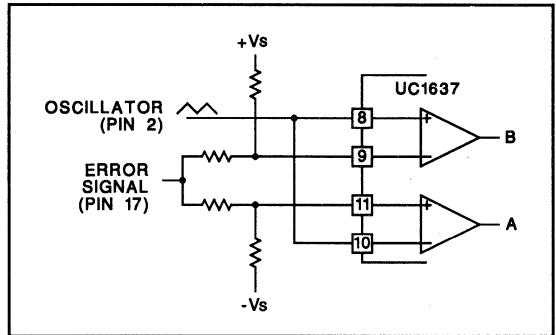 +Vs
UC1637
OSCILLATOR
(PIN 2)
8
+
B
9
−
ERROR
SIGNAL
(PIN 17)
11
+
A
10
−
-Vs